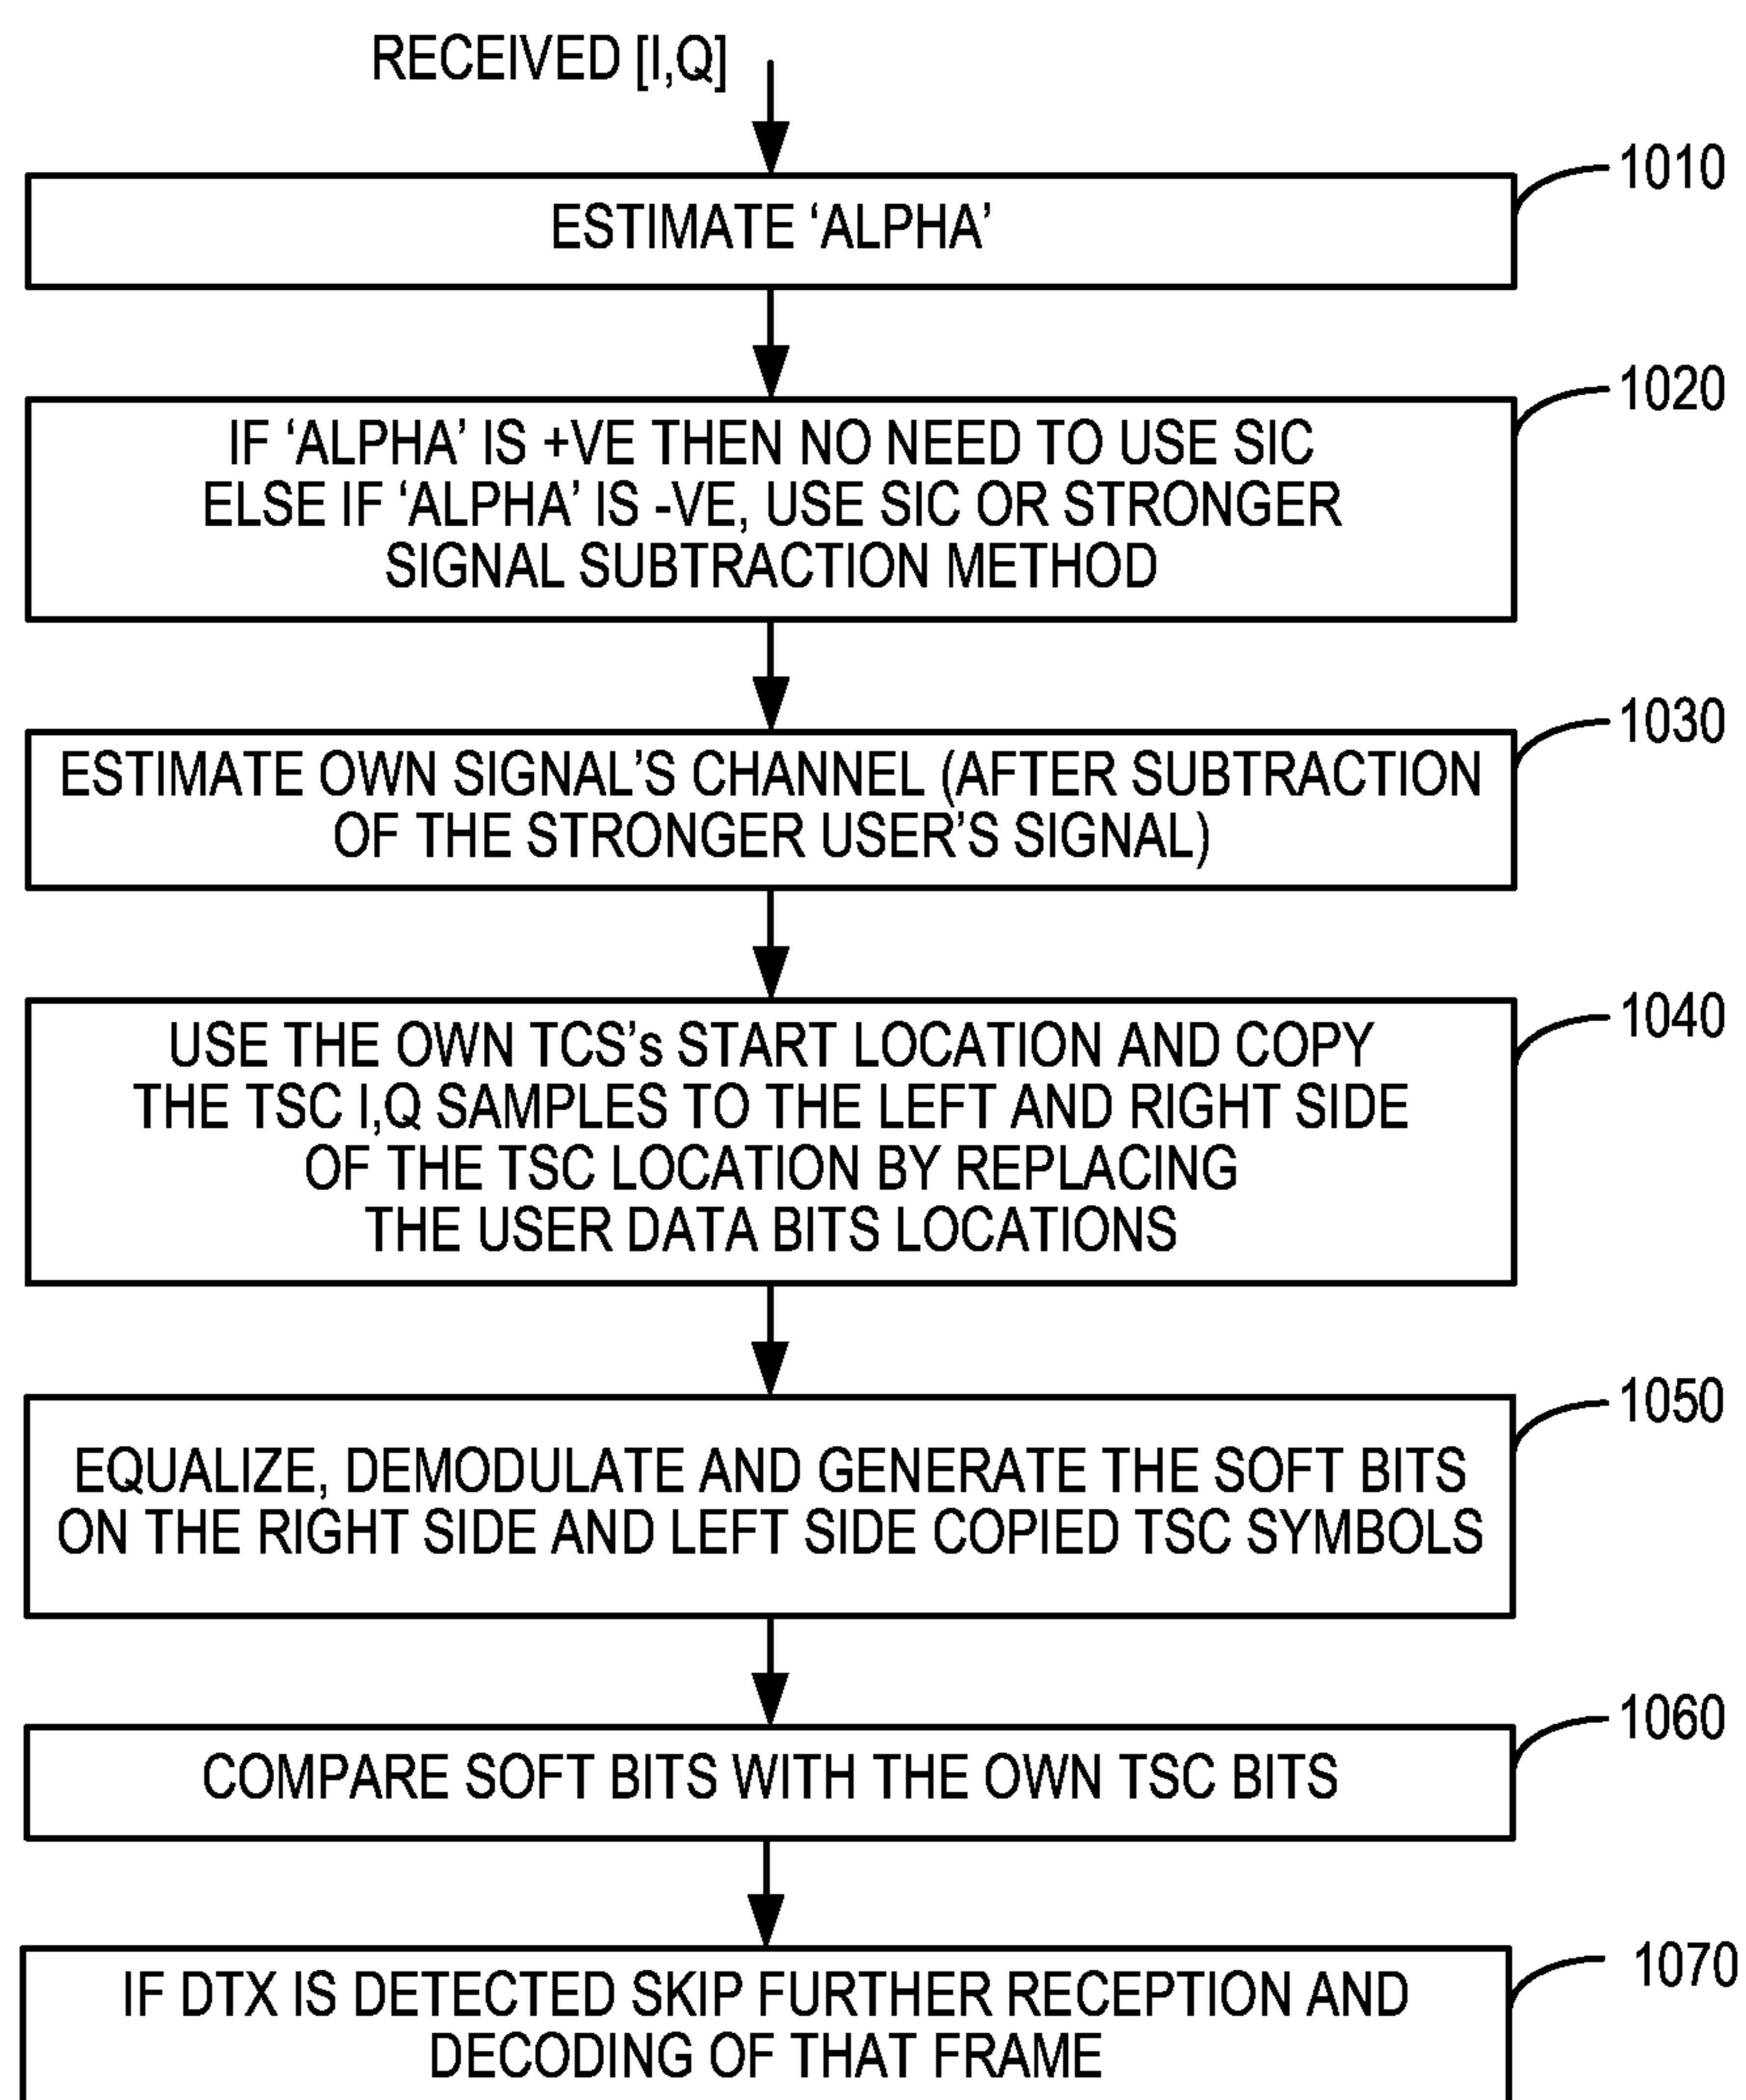 RECEIVED [I,Q]
1010
ESTIMATE ‘ALPHA’
1020
IF ‘ALPHA’ IS +VE THEN NO NEED TO USE SIC
ELSE IF ‘ALPHA’ IS -VE, USE SIC OR STRONGER
SIGNAL SUBTRACTION METHOD
1030
ESTIMATE OWN SIGNAL’S CHANNEL (AFTER SUBTRACTION
OF THE STRONGER USER’S SIGNAL)
1040
USE THE OWN TCS’s START LOCATION AND COPY
THE TSC I,Q SAMPLES TO THE LEFT AND RIGHT SIDE
OF THE TSC LOCATION BY REPLACING
THE USER DATA BITS LOCATIONS
1050
EQUALIZE, DEMODULATE AND GENERATE THE SOFT BITS
ON THE RIGHT SIDE AND LEFT SIDE COPIED TSC SYMBOLS
1060
COMPARE SOFT BITS WITH THE OWN TSC BITS
1070
IF DTX IS DETECTED SKIP FURTHER RECEPTION AND
DECODING OF THAT FRAME